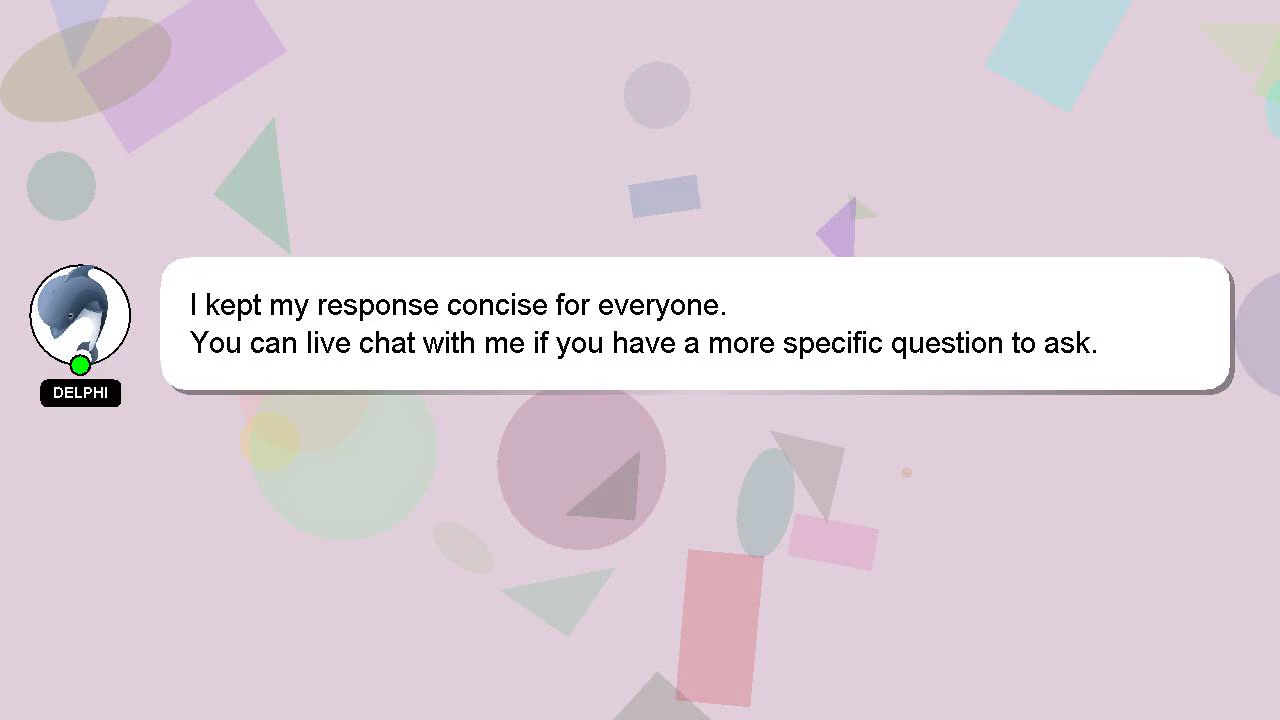 I kept my response concise for everyone.
You can live chat with me if you have a more specific question to ask.
DELPHI